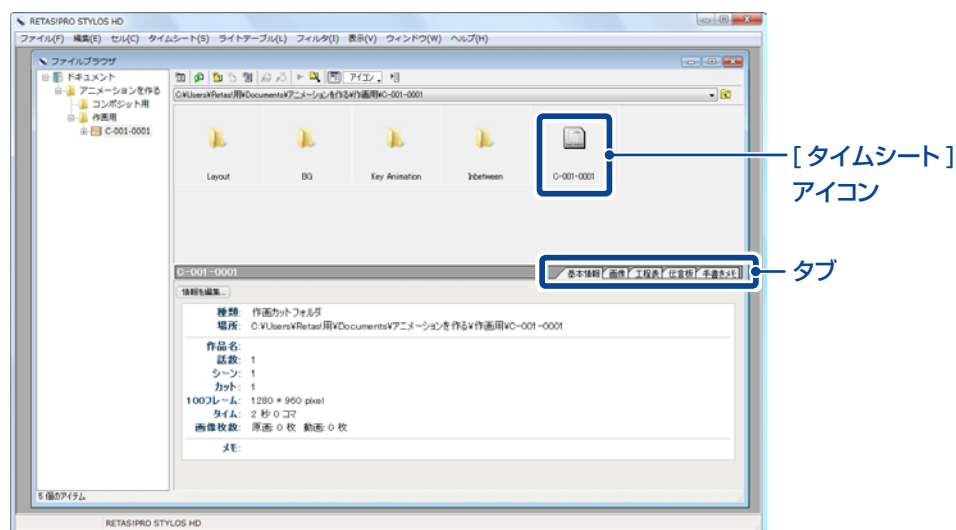 RETAS!PRO STYLOS HD
ファイル(F) 編集(E) セル(C) タイムシート(S) ライトテーブル(L) フィルタ(I) 表示(V) ウィンドウ(W) ヘルプ(H)
ファイルブラウザ
ドキュメント
アニメーションを作る
コンポジット用
作画用
C-001-0001
アイコン
C:¥Users¥Retas!用¥Documents¥アニメーションを作る¥作画用¥C-001-0001
Layout BG Key Animation Inbetween C-001-0001
[タイムシート]
アイコン
C-001-0001
基本情報 画像 工程表 伝言板 手書きメモ
タブ
情報を編集...
種類: 作画カットフォルダ
場所: C:¥Users¥Retas!用¥Documents¥アニメーションを作る¥作画用¥C-001-0001
作品名:
話数: 1
シーン: 1
カット: 1
100フレーム: 1280 * 960 pixel
タイム: 2 秒 0 コマ
画像枚数: 原画: 0 枚 動画: 0 枚
メモ:
5 個のアイテム
RETAS!PRO STYLOS HD